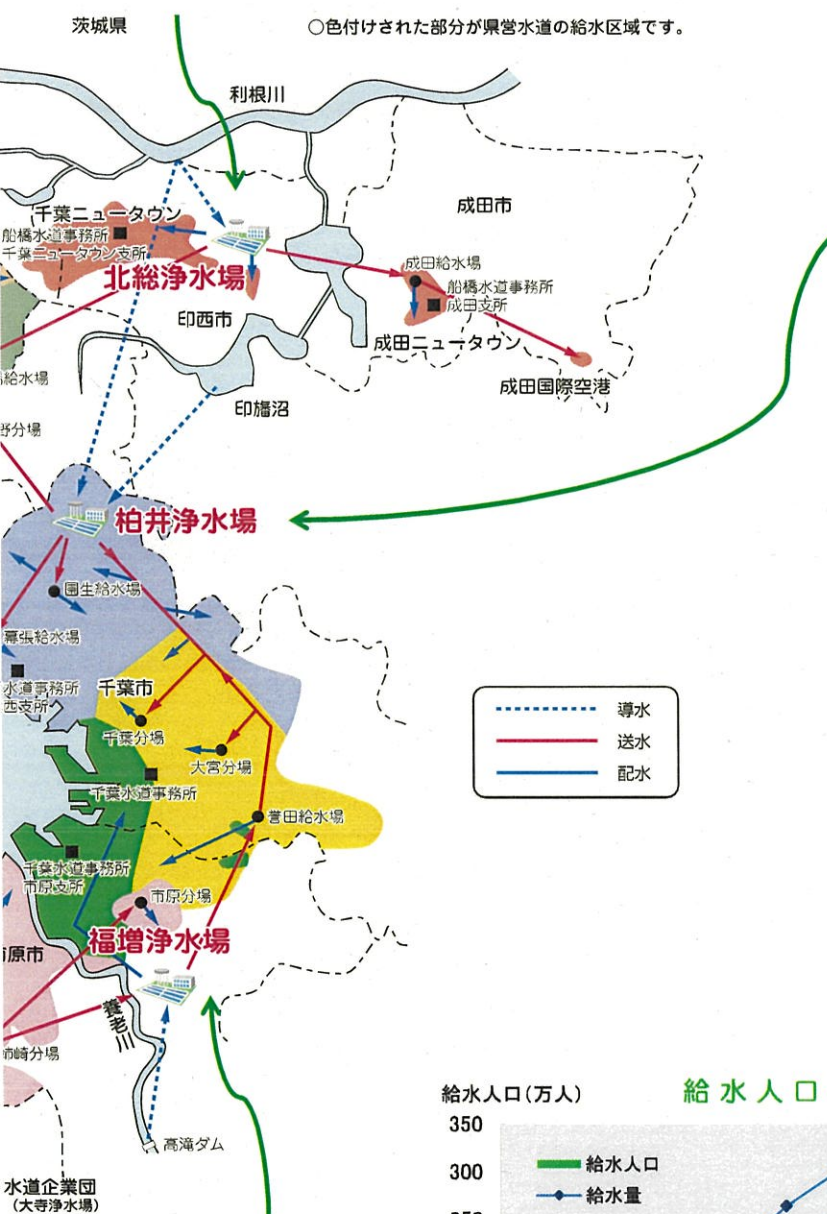 茨城県
○色付けされた部分が県営水道の給水区域です。
利根川
成田市
千葉ニュータウン
船橋水道事務所
千葉ニュータウン支所
北総浄水場
成田給水場
船橋水道事務所
成田支所
印西市
成田ニュータウン
成田国際空港
給水場
印旛沼
野分場
柏井浄水場
園生給水場
幕張給水場
水道事務所
西支所
千葉市
千葉分場
大宮分場
千葉水道事務所
誉田給水場
千葉水道事務所
市原支所
市原分場
福増浄水場
市原市
養老川
姉崎分場
高滝ダム
水道企業団
(大寺浄水場)
導水
送水
配水
給水人口(万人)
給水人口
350
300
給水人口
給水量